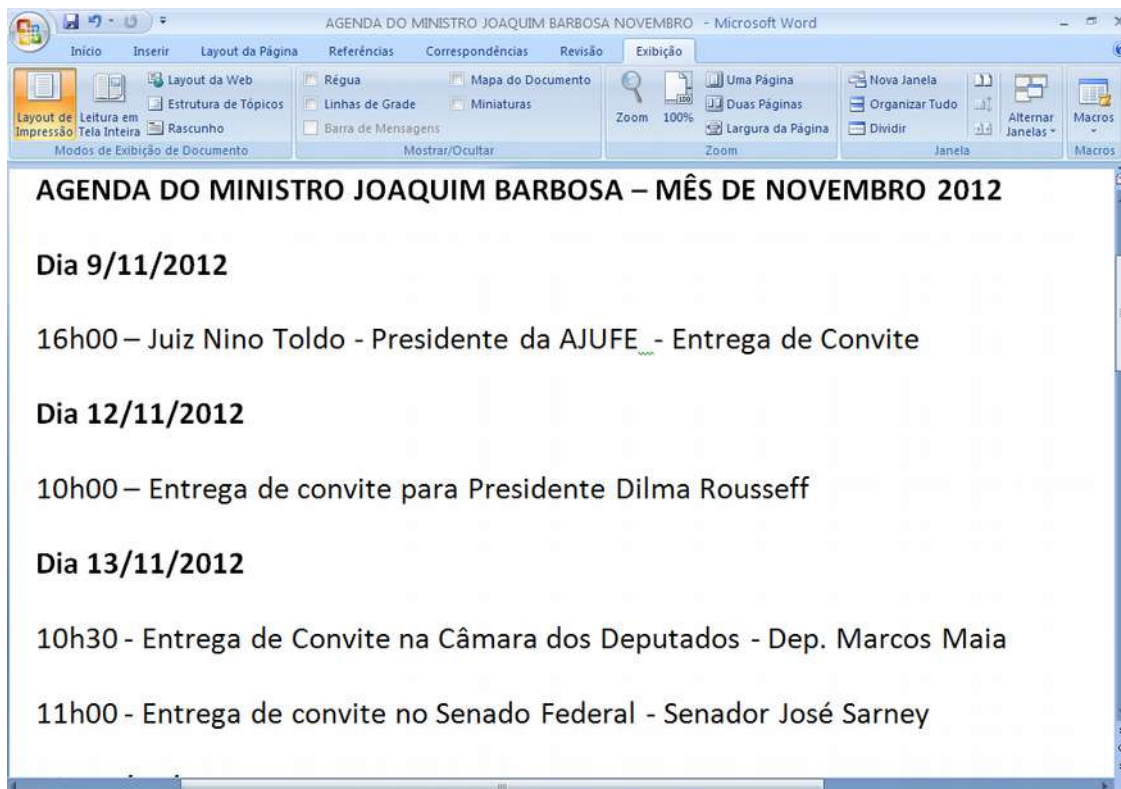 AGENDA DO MINISTRO JOAQUIM BARBOSA NOVEMBRO - Microsoft Word
Início Inserir Layout da Página Referências Correspondências Revisão Exibição
Layout de Impressão
Leitura em Tela Inteira
Layout da Web
Estrutura de Tópicos
Rascunho
Modos de Exibição de Documento
Régua
Linhas de Grade
Barra de Mensagens
Mapa do Documento
Miniaturas
Mostrar/Ocultar
Zoom
100%
Uma Página
Duas Páginas
Largura da Página
Zoom
Nova Janela
Organizar Tudo
Dividir
Alternar Janelas
Janela
Macros
Macros
AGENDA DO MINISTRO JOAQUIM BARBOSA – MÊS DE NOVEMBRO 2012
Dia 9/11/2012
16h00 – Juiz Nino Toldo - Presidente da AJUFE - Entrega de Convite
Dia 12/11/2012
10h00 – Entrega de convite para Presidente Dilma Rousseff
Dia 13/11/2012
10h30 - Entrega de Convite na Câmara dos Deputados - Dep. Marcos Maia
11h00 - Entrega de convite no Senado Federal - Senador José Sarney